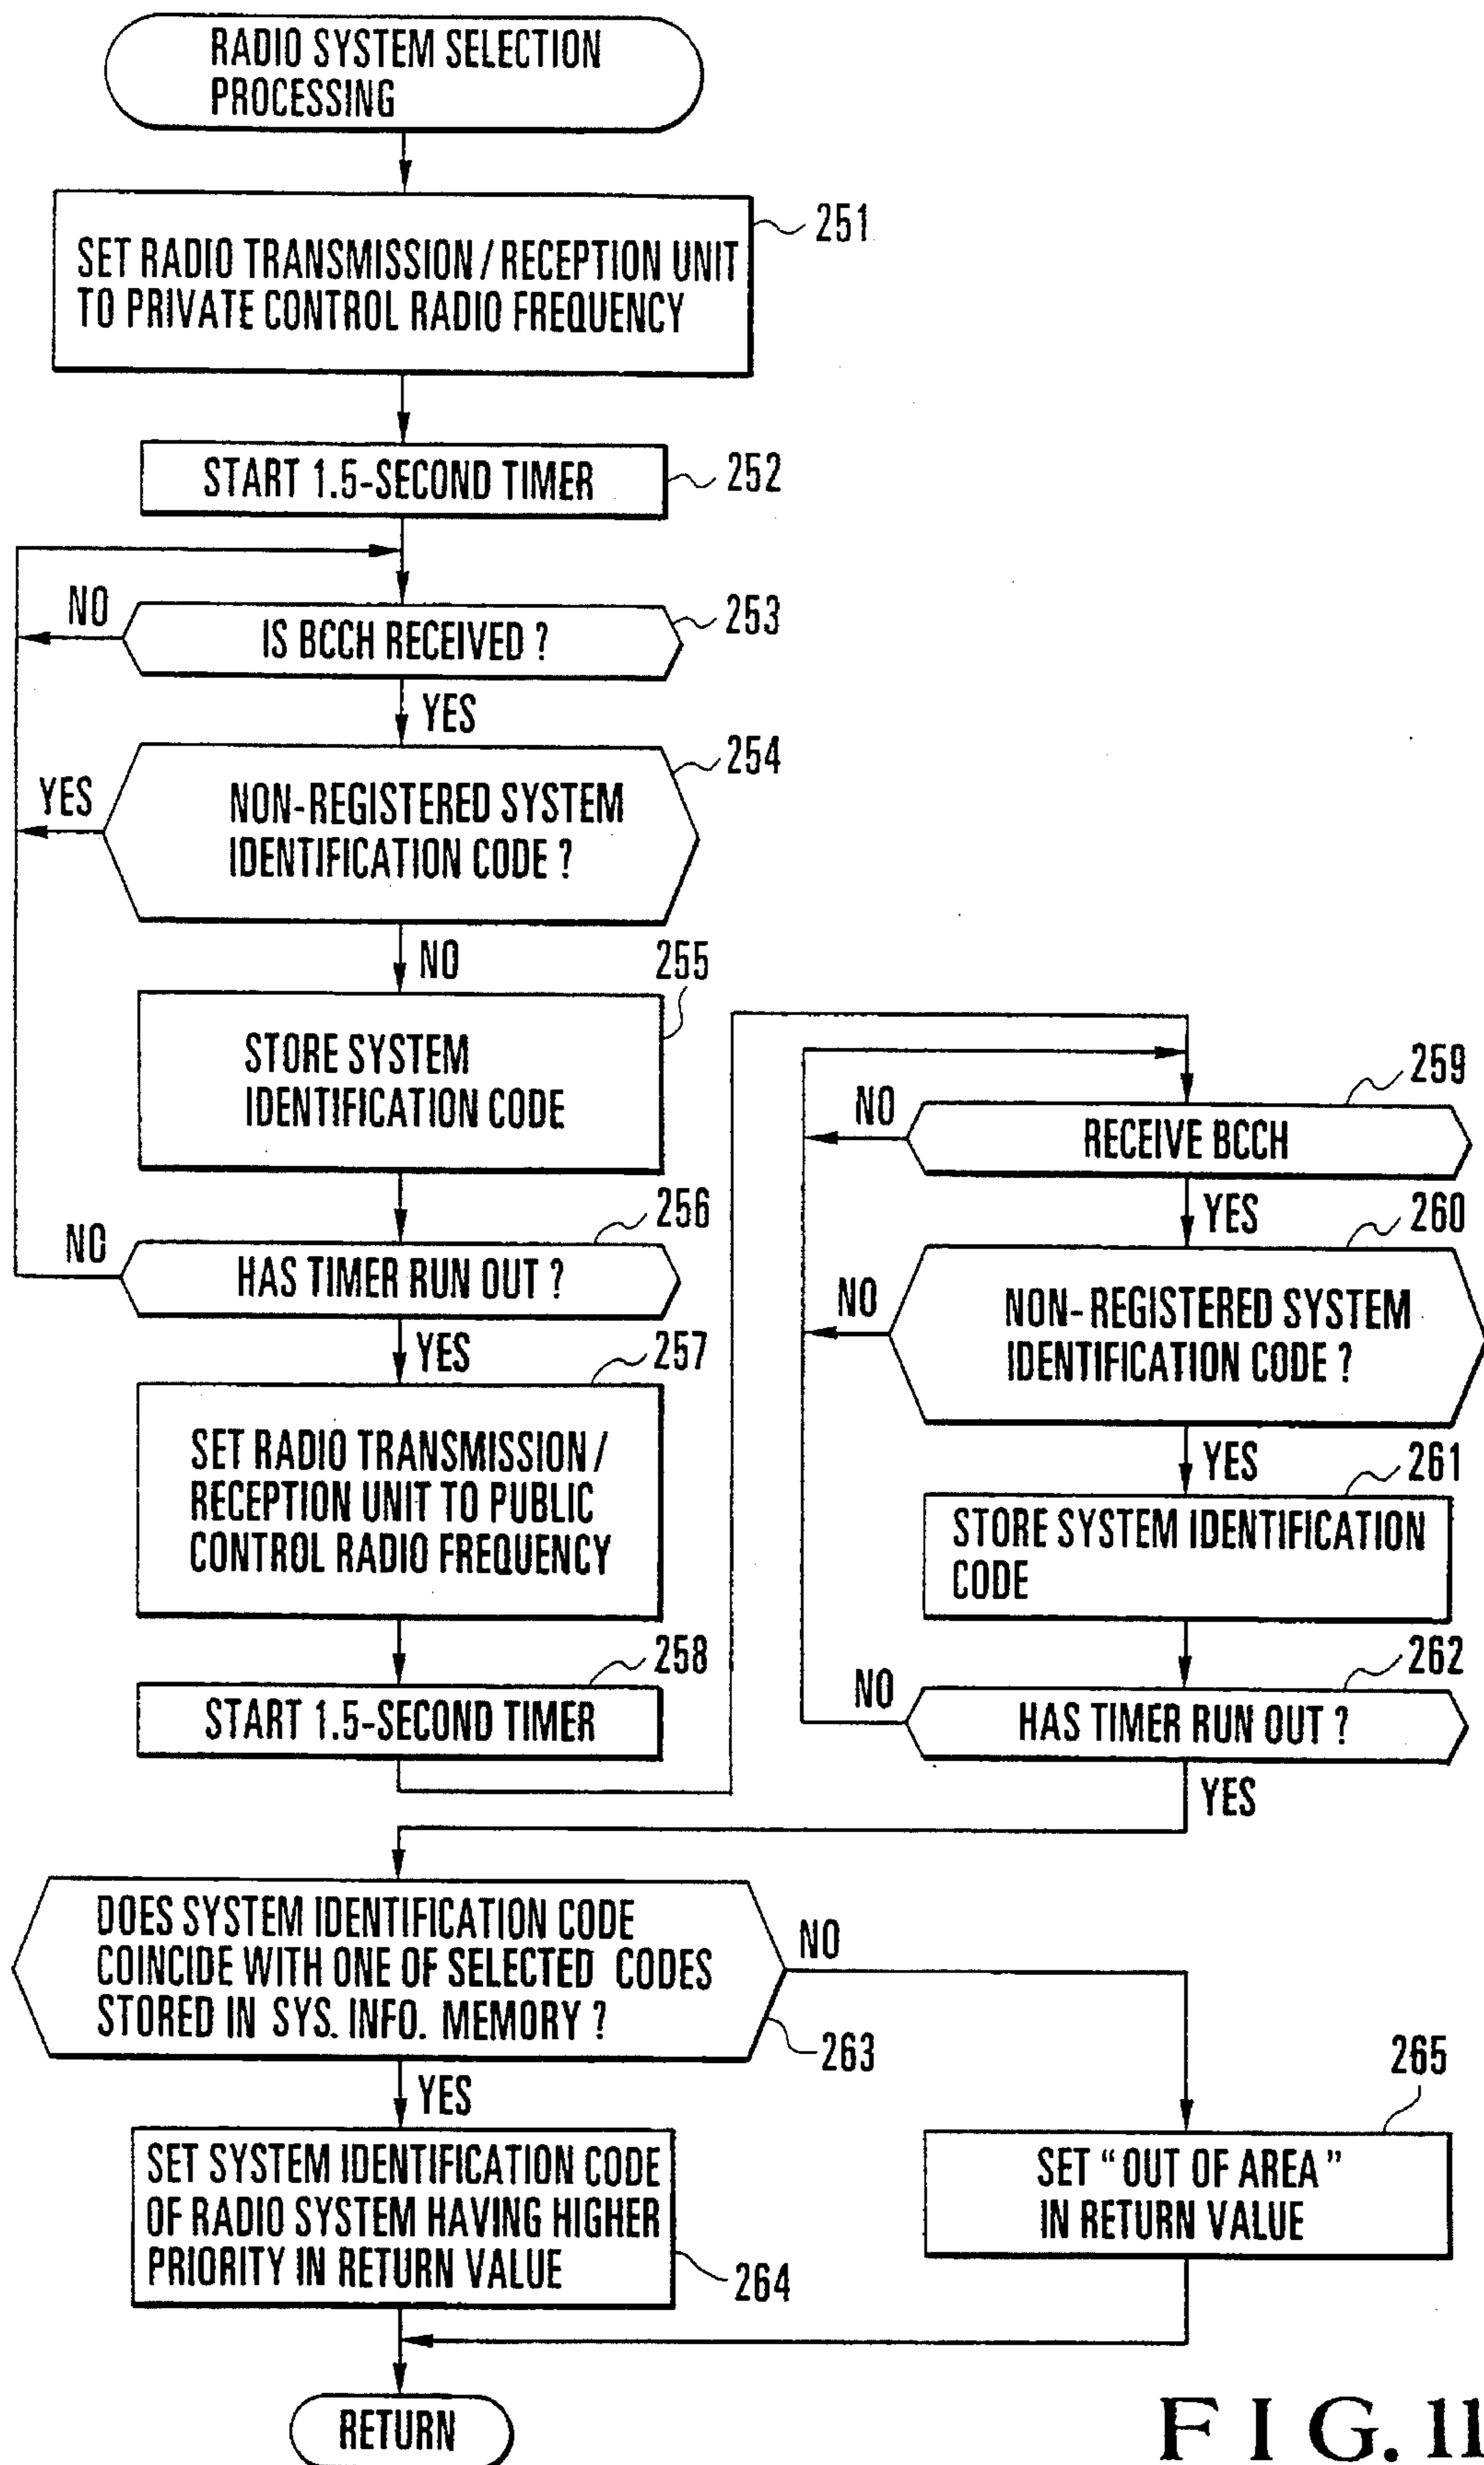 RADIO SYSTEM SELECTION
PROCESSING
251
SET RADIO TRANSMISSION / RECEPTION UNIT
TO PRIVATE CONTROL RADIO FREQUENCY
START 1.5-SECOND TIMER
252
NO
IS BCCH RECEIVED ?
253
YES
254
YES
NON-REGISTERED SYSTEM
IDENTIFICATION CODE ?
NO
255
STORE SYSTEM
IDENTIFICATION CODE
256
NO
HAS TIMER RUN OUT ?
YES
257
SET RADIO TRANSMISSION /
RECEPTION UNIT TO PUBLIC
CONTROL RADIO FREQUENCY
258
START 1.5-SECOND TIMER
259
NO
RECEIVE BCCH
YES
260
NO
NON-REGISTERED SYSTEM
IDENTIFICATION CODE ?
YES
261
STORE SYSTEM IDENTIFICATION
CODE
262
NO
HAS TIMER RUN OUT ?
YES
DOES SYSTEM IDENTIFICATION CODE
COINCIDE WITH ONE OF SELECTED CODES
STORED IN SYS. INFO. MEMORY ?
NO
263
YES
265
SET SYSTEM IDENTIFICATION CODE
OF RADIO SYSTEM HAVING HIGHER
PRIORITY IN RETURN VALUE
264
SET “OUT OF AREA”
IN RETURN VALUE
RETURN
FIG. 11